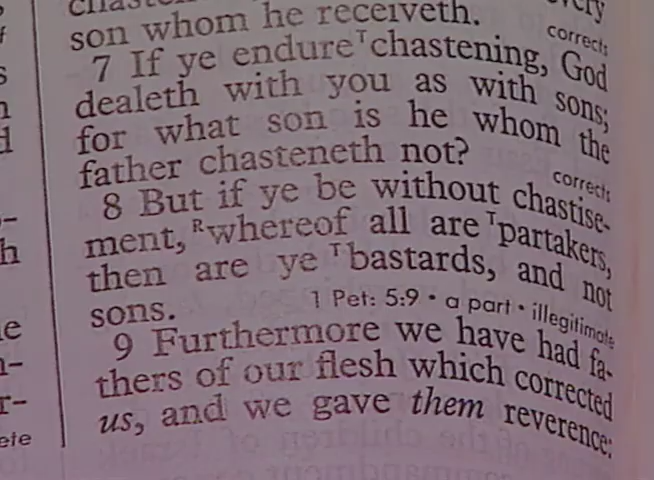 son whom he receiveth.
corrects
7 If ye endure ᵀchastening, God
dealeth with you as with sons;
for what son is he whom the
father chasteneth not?
corrects
8 But if ye be without chastise-
ment, ᴿwhereof all are ᵀpartakers,
then are ye ᵀbastards, and not
sons.
1 Pet: 5:9 • a part • illegitimate
9 Furthermore we have had fa-
thers of our flesh which corrected
us, and we gave them reverence: